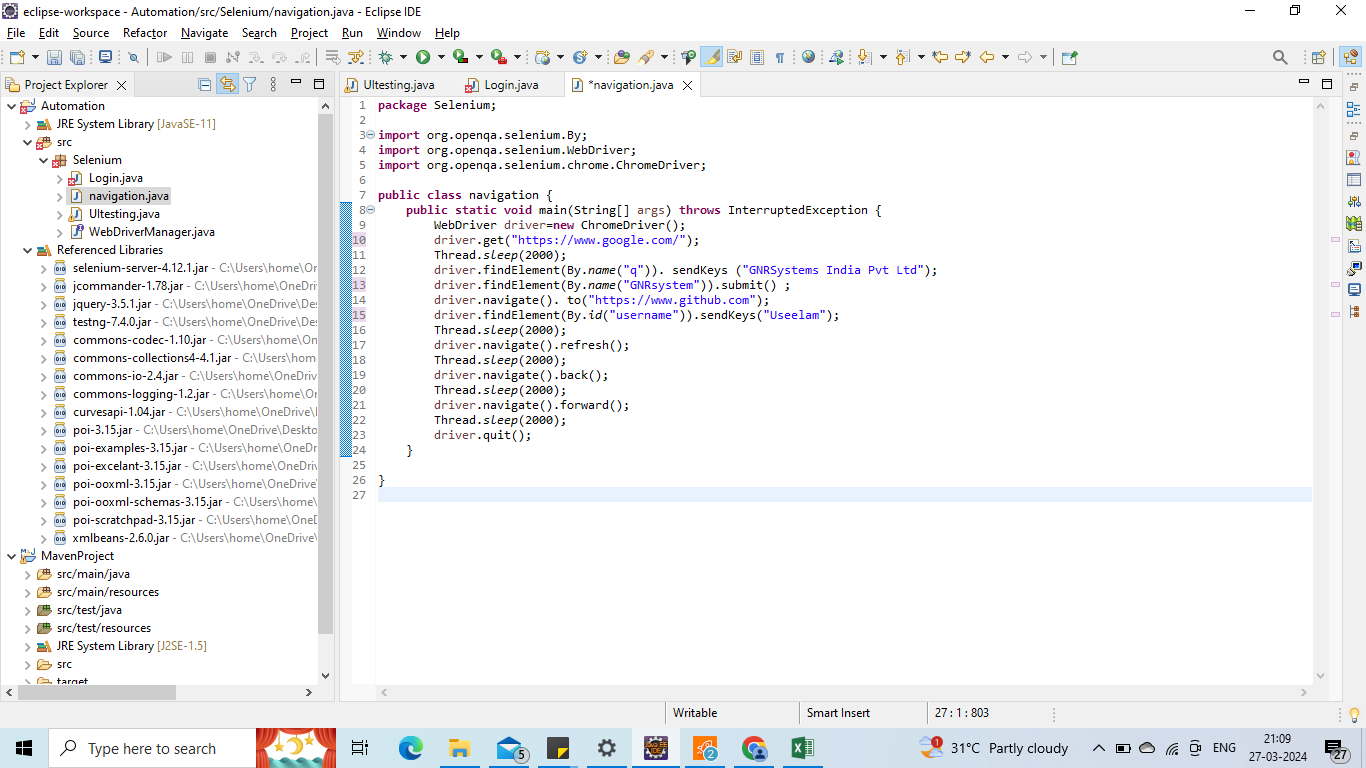 eclipse-workspace - Automation/src/Selenium/navigation.java - Eclipse IDE
File Edit Source Refactor Navigate Search Project Run Window Help
Project Explorer
UItesting.java Login.java *navigation.java
Automation
JRE System Library [JavaSE-11]
src
Selenium
Login.java
navigation.java
UItesting.java
WebDriverManager.java
Referenced Libraries
selenium-server-4.12.1.jar - C:\Users\home\Or
jcommander-1.78.jar - C:\Users\home\OneDriv
jquery-3.5.1.jar - C:\Users\home\OneDrive\Des
testng-7.4.0.jar - C:\Users\home\OneDrive\Des
commons-codec-1.10.jar - C:\Users\home\On
commons-collections4-4.1.jar - C:\Users\hom
commons-io-2.4.jar - C:\Users\home\OneDriv
commons-logging-1.2.jar - C:\Users\home\On
curvesapi-1.04.jar - C:\Users\home\OneDrive\
poi-3.15.jar - C:\Users\home\OneDrive\Deskto
poi-examples-3.15.jar - C:\Users\home\OneDr
poi-excelant-3.15.jar - C:\Users\home\OneDriv
poi-ooxml-3.15.jar - C:\Users\home\OneDrive
poi-ooxml-schemas-3.15.jar - C:\Users\home\
poi-scratchpad-3.15.jar - C:\Users\home\One
xmlbeans-2.6.0.jar - C:\Users\home\OneDrive\
MavenProject
src/main/java
src/main/resources
src/test/java
src/test/resources
JRE System Library [J2SE-1.5]
src
target
1 package Selenium;
2
3 import org.openqa.selenium.By;
4 import org.openqa.selenium.WebDriver;
5 import org.openqa.selenium.chrome.ChromeDriver;
6
7 public class navigation {
8 public static void main(String[] args) throws InterruptedException {
9 WebDriver driver=new ChromeDriver();
10 driver.get("https://www.google.com/");
11 Thread.sleep(2000);
12 driver.findElement(By.name("q")). sendKeys ("GNRSystems India Pvt Ltd");
13 driver.findElement(By.name("GNRsystem")).submit() ;
14 driver.navigate(). to("https://www.github.com");
15 driver.findElement(By.id("username")).sendKeys("Useelam");
16 Thread.sleep(2000);
17 driver.navigate().refresh();
18 Thread.sleep(2000);
19 driver.navigate().back();
20 Thread.sleep(2000);
21 driver.navigate().forward();
22 Thread.sleep(2000);
23 driver.quit();
24 }
25
26 }
27
Writable Smart Insert 27 : 1 : 803
Type here to search
5
2
1
31°C Partly cloudy
ENG
21:09
27-03-2024
27